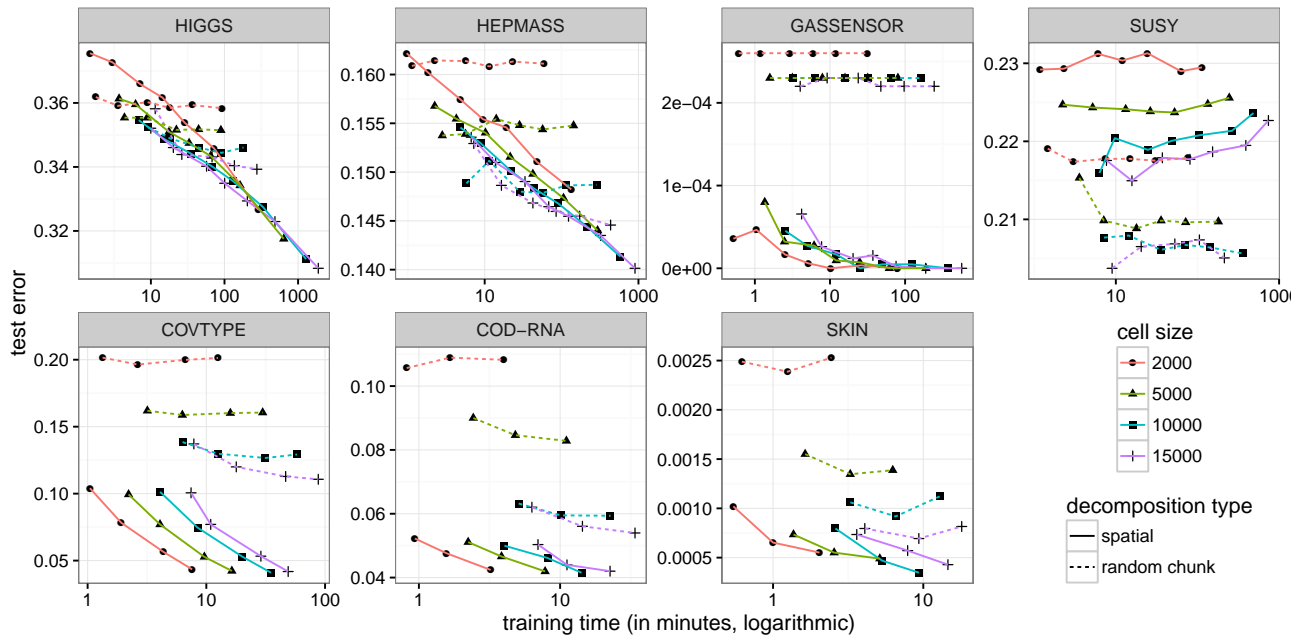 HIGGS
HEPMASS
GASSENSOR
SUSY
0.36
0.34
0.32
10 100 1000
0.160
0.155
0.150
0.145
0.140
10 1000
2e−04
1e−04
0e+00
1 10 100
0.23
0.22
0.21
10 1000
test error
COVTYPE
COD−RNA
SKIN
0.20
0.15
0.10
0.05
1 10 100
0.10
0.08
0.06
0.04
1 10
0.0025
0.0020
0.0015
0.0010
0.0005
1 10
training time (in minutes, logarithmic)
cell size
2000
5000
10000
15000
decomposition type
spatial
random chunk